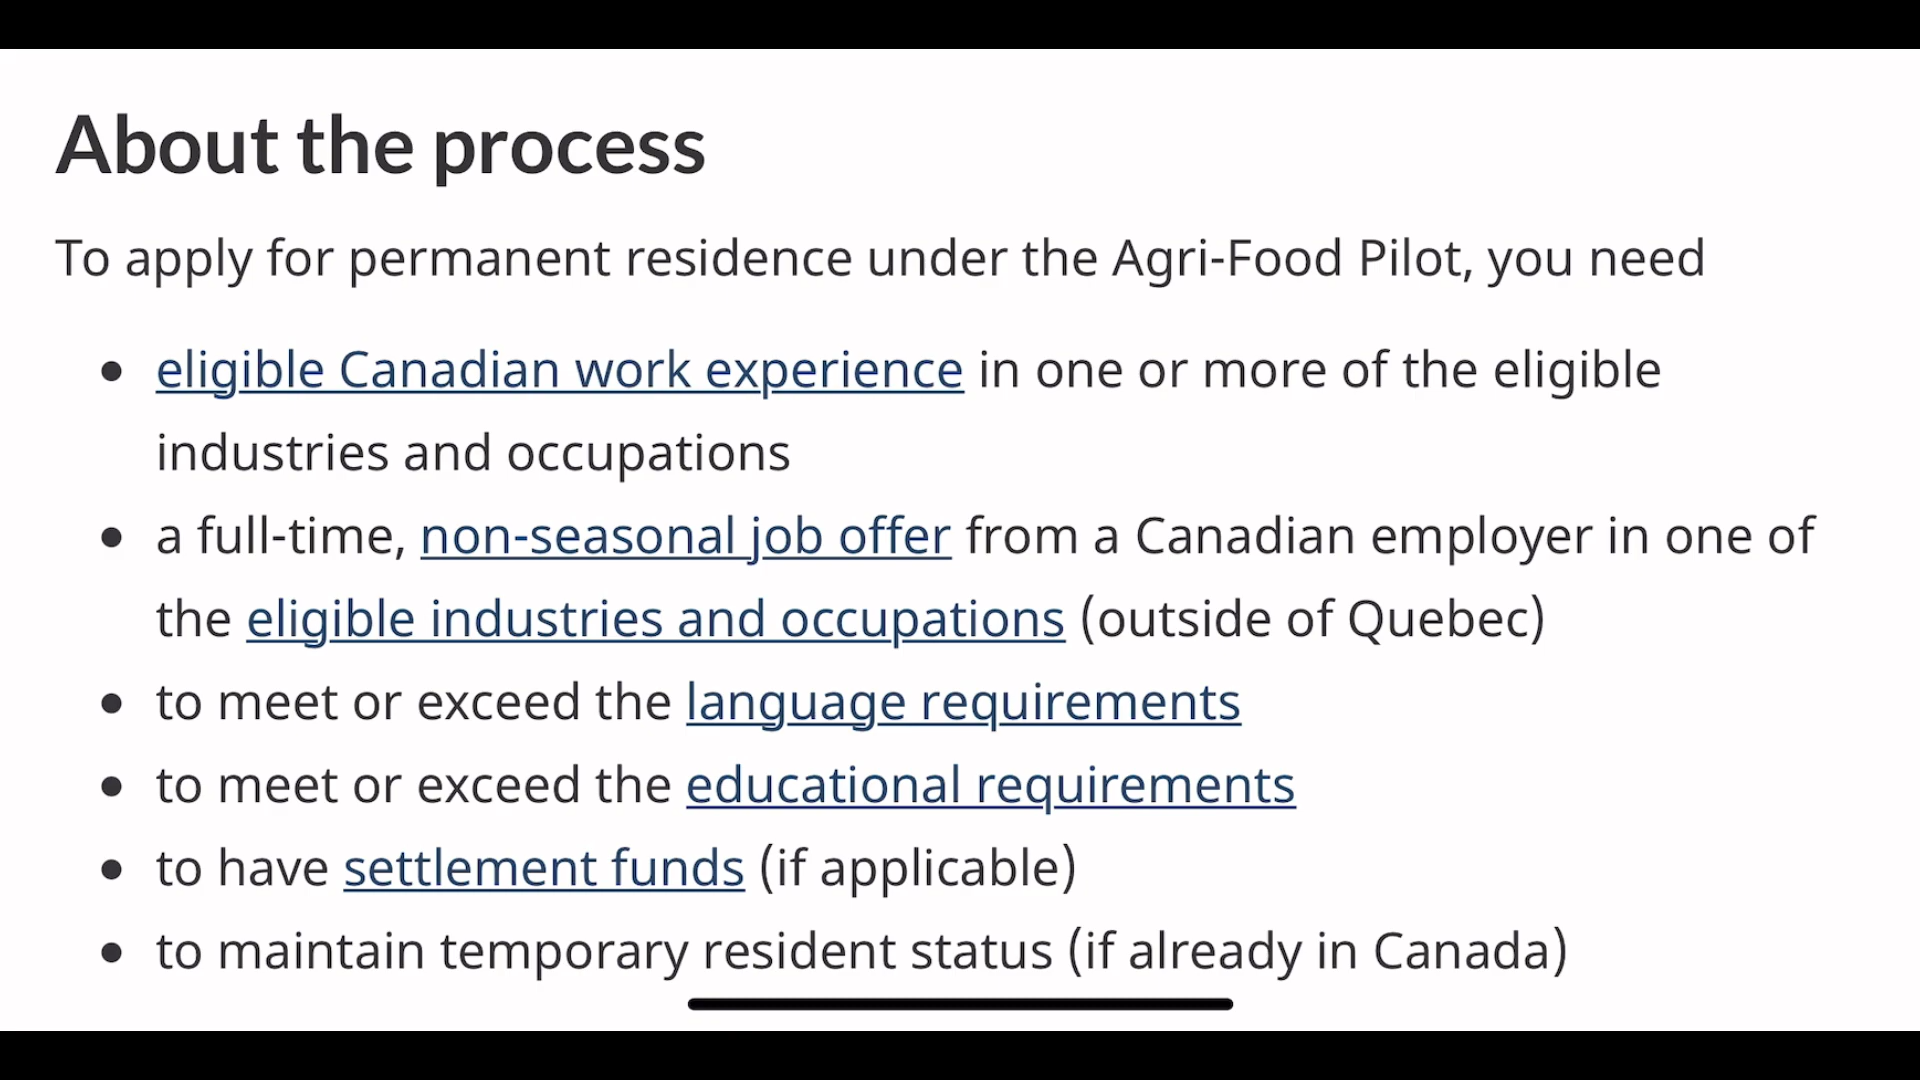 About the process
To apply for permanent residence under the Agri-Food Pilot, you need
• eligible Canadian work experience in one or more of the eligible
industries and occupations
• a full-time, non-seasonal job offer from a Canadian employer in one of
the eligible industries and occupations (outside of Quebec)
• to meet or exceed the language requirements
• to meet or exceed the educational requirements
• to have settlement funds (if applicable)
• to maintain temporary resident status (if already in Canada)